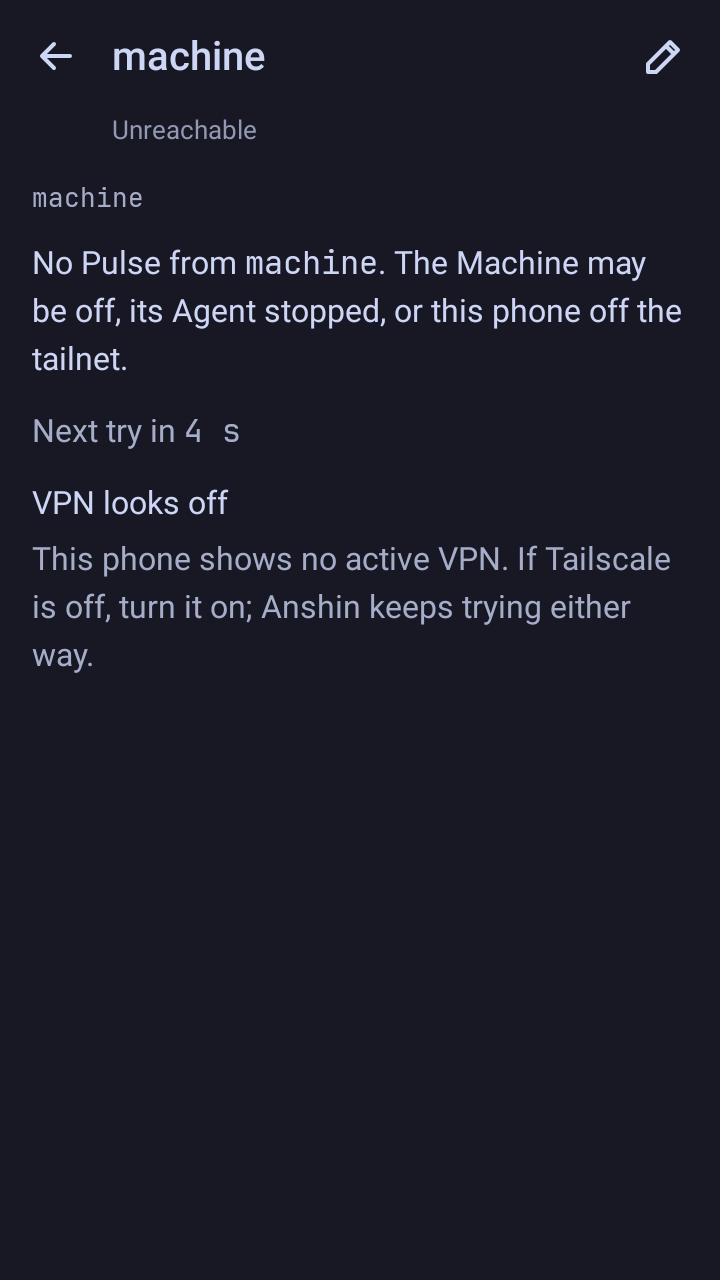 machine
Unreachable
machine
No Pulse from machine. The Machine may
be off, its Agent stopped, or this phone off the
tailnet.
Next try in 4 s
VPN looks off
This phone shows no active VPN. If Tailscale
is off, turn it on; Anshin keeps trying either
way.